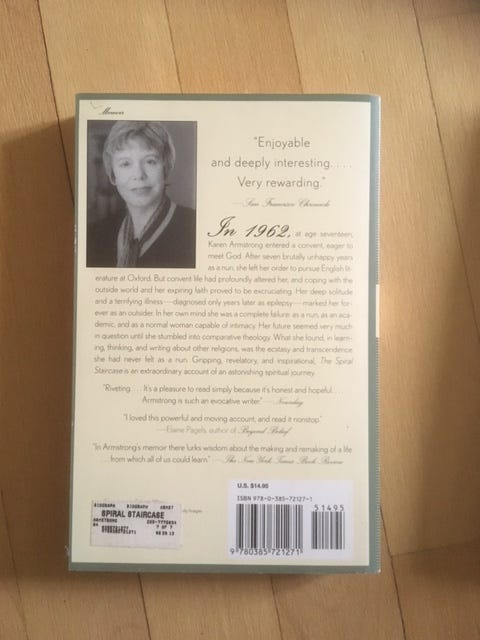 Memoir
"Enjoyable
and deeply interesting. . . .
Very rewarding."
—San Francisco Chronicle
In 1962, at age seventeen,
Karen Armstrong entered a convent, eager to
meet God. After seven brutally unhappy years
as a nun, she left her order to pursue English lit-
erature at Oxford. But convent life had profoundly altered her, and coping with
the outside world and her expiring faith proved to be excruciating. Her deep solitude
and a terrifying illness—diagnosed only years later as epilepsy—marked her for-
ever as an outsider. In her own mind she was a complete failure: as a nun, as an aca-
demic, and as a normal woman capable of intimacy. Her future seemed very much
in question until she stumbled into comparative theology. What she found, in learn-
ing, thinking, and writing about other religions, was the ecstasy and transcendence
she had never felt as a nun. Gripping, revelatory, and inspirational, The Spiral
Staircase is an extraordinary account of an astonishing spiritual journey.
"Riveting. . . . It's a pleasure to read simply because it's honest and hopeful. . . .
Armstrong is such an evocative writer." —Newsday
"I loved this powerful and moving account, and read it nonstop."
—Elaine Pagels, author of Beyond Belief
"In Armstrong's memoir there lurks wisdom about the making and remaking of a life
. . . from which all of us could learn." —The New York Times Book Review
U.S. $14.95
ISBN 978-0-385-72127-1
51495
9 780385 721271
BIOGRAPH BIOGRAPH
SPIRAL STAIRCASE
ARMSTRONG
7 OF 7